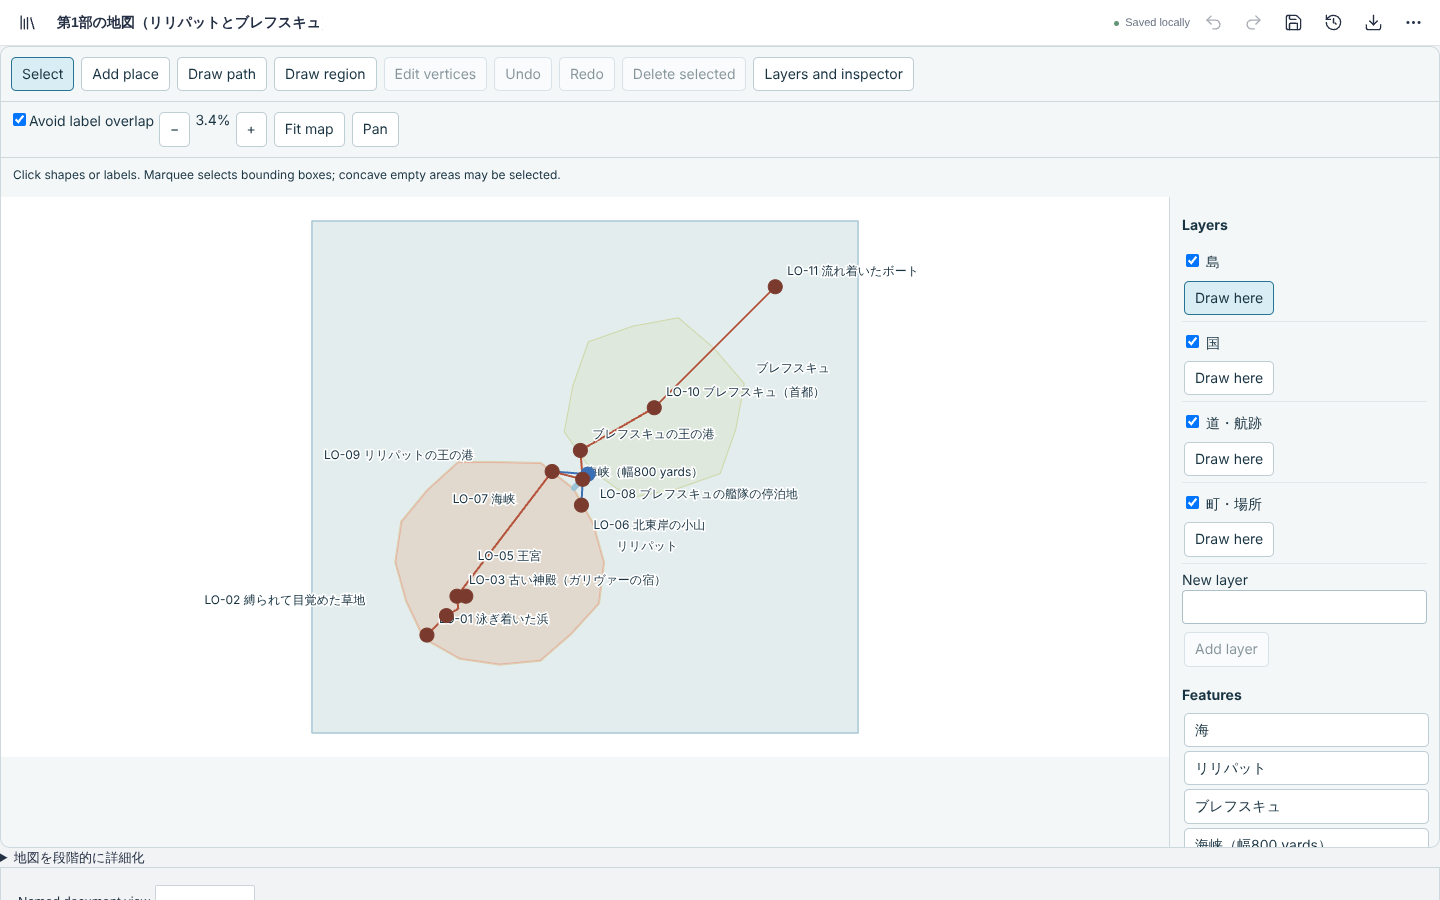 第1部の地図（リリパットとブレフスキュ
Saved locally
Select
Add place
Draw path
Draw region
Edit vertices
Undo
Redo
Delete selected
Layers and inspector
Avoid label overlap
−
3.4%
+
Fit map
Pan
Click shapes or labels. Marquee selects bounding boxes; concave empty areas may be selected.
LO-11 流れ着いたボート
ブレフスキュ
LO-10 ブレフスキュ（首都）
ブレフスキュの王の港
LO-09 リリパットの王の港
海峡（幅800 yards）
LO-08 ブレフスキュの艦隊の停泊地
LO-07 海峡
LO-06 北東岸の小山
リリパット
LO-05 王宮
LO-03 古い神殿（ガリヴァーの宿）
LO-02 縛られて目覚めた草地
LO-01 泳ぎ着いた浜
Layers
島
Draw here
国
Draw here
道・航跡
Draw here
町・場所
Draw here
New layer
Add layer
Features
海
リリパット
ブレフスキュ
海峡（幅800 yards）
地図を段階的に詳細化
Named document view